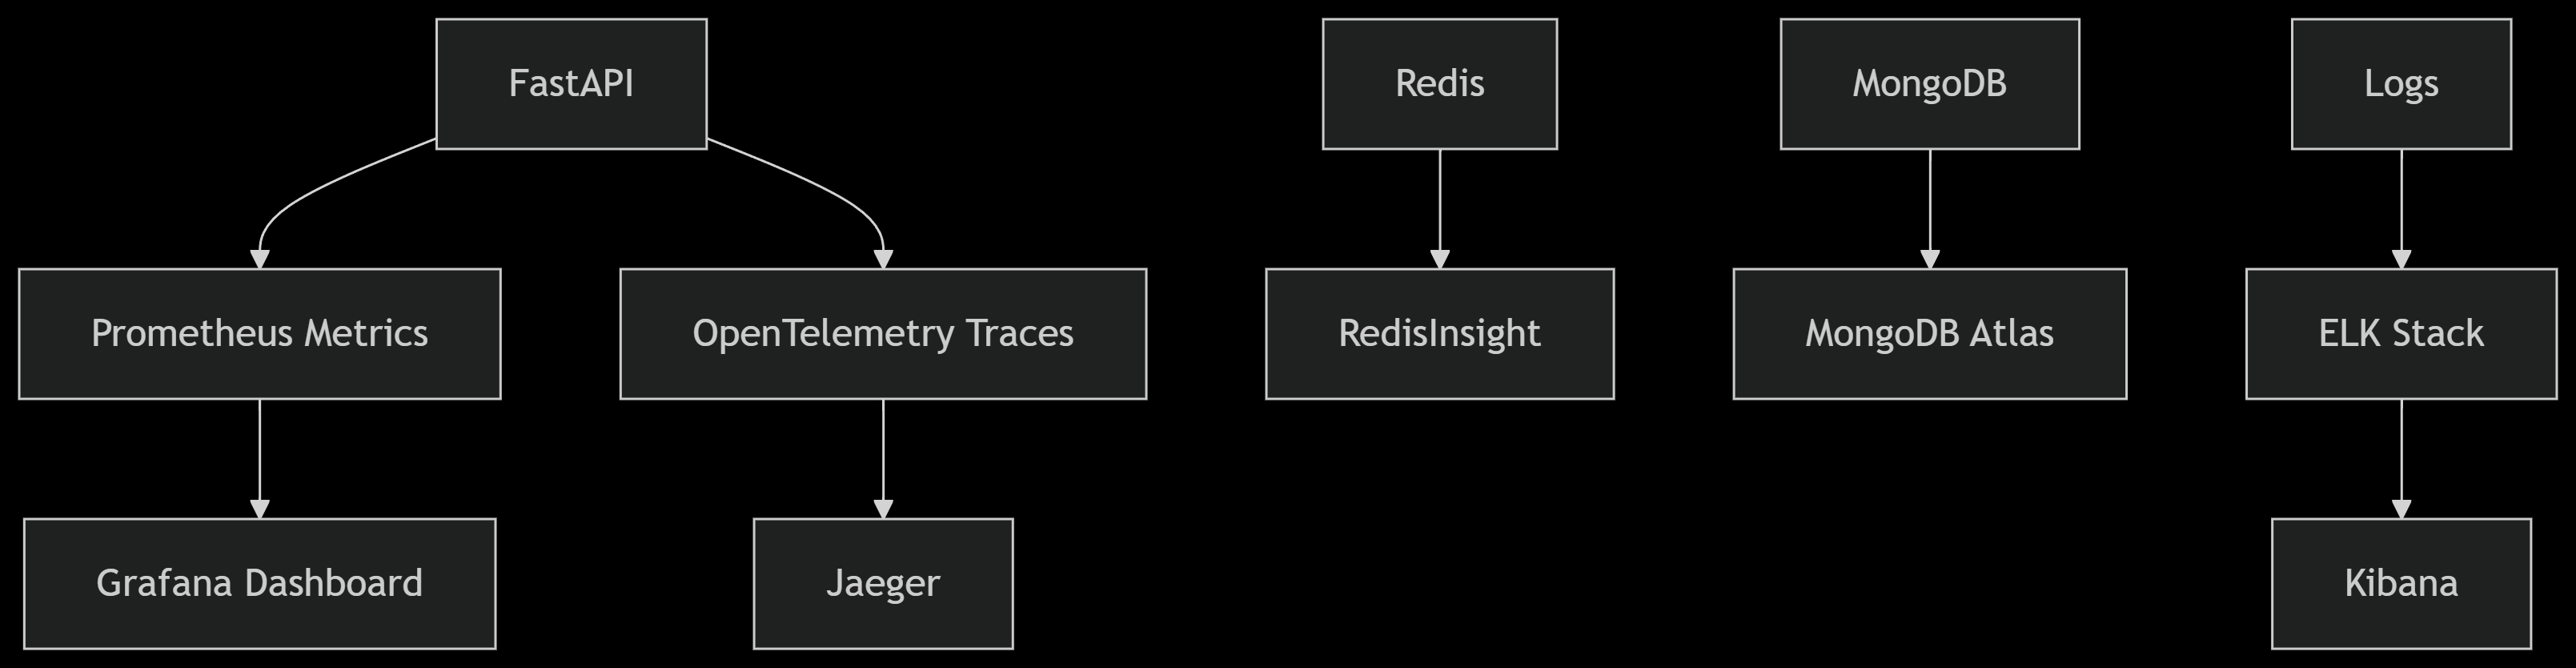 FastAPI
Redis
MongoDB
Logs
Prometheus Metrics
OpenTelemetry Traces
RedisInsight
MongoDB Atlas
ELK Stack
Grafana Dashboard
Jaeger
Kibana